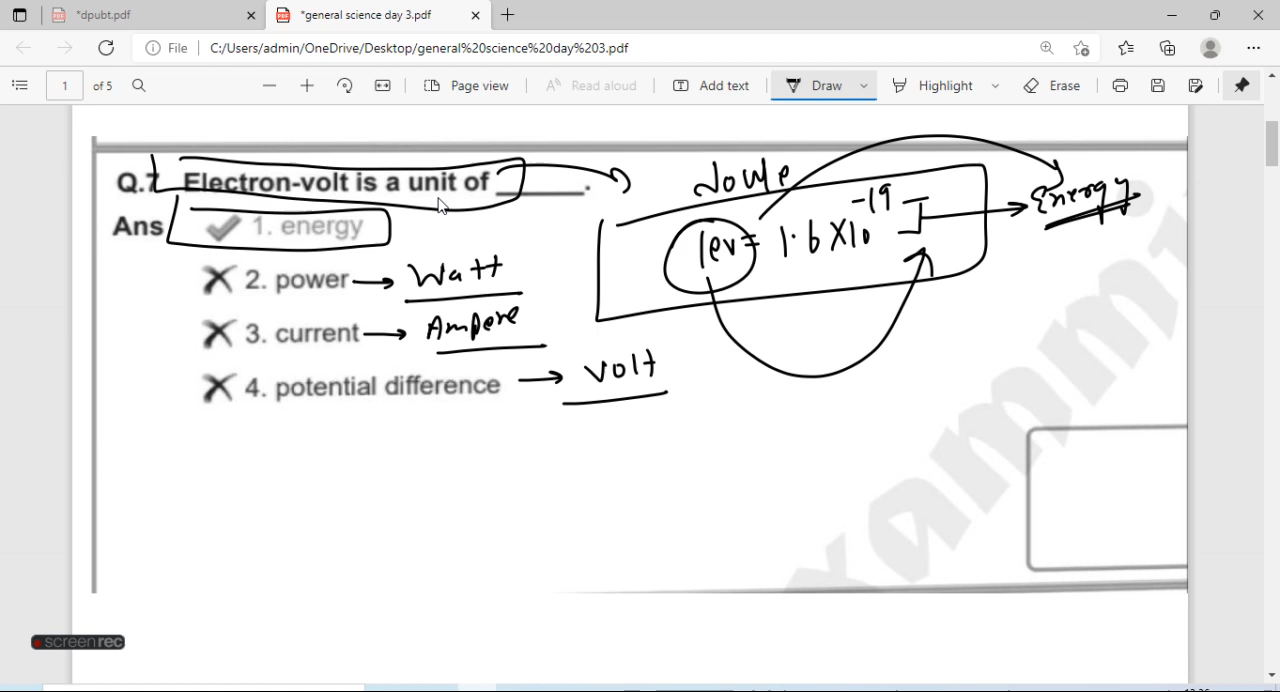 *dpubt.pdf
*general science day 3.pdf
File C:/Users/admin/OneDrive/Desktop/general%20science%20day%203.pdf
1 of 5 Page view Read aloud Add text Draw Highlight Erase
Joule
Q.7 Electron-volt is a unit of ______.
1ev = 1.6 X 10⁻¹⁹ J → Energy
Ans 1. energy
2. power → Watt
3. current → Ampere
4. potential difference → Volt
xammi
screenrec